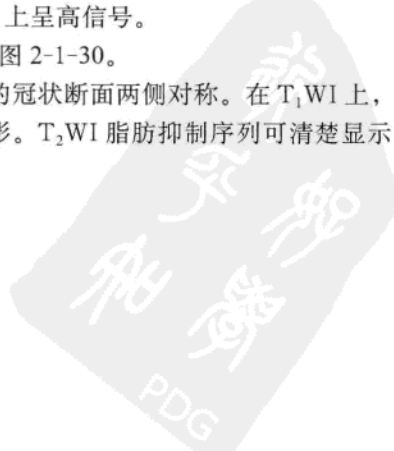 上呈高信号。
图 2-1-30。
的冠状断面两侧对称。在 T₁WI 上，
影。T₂WI 脂肪抑制序列可清楚显示
PDG